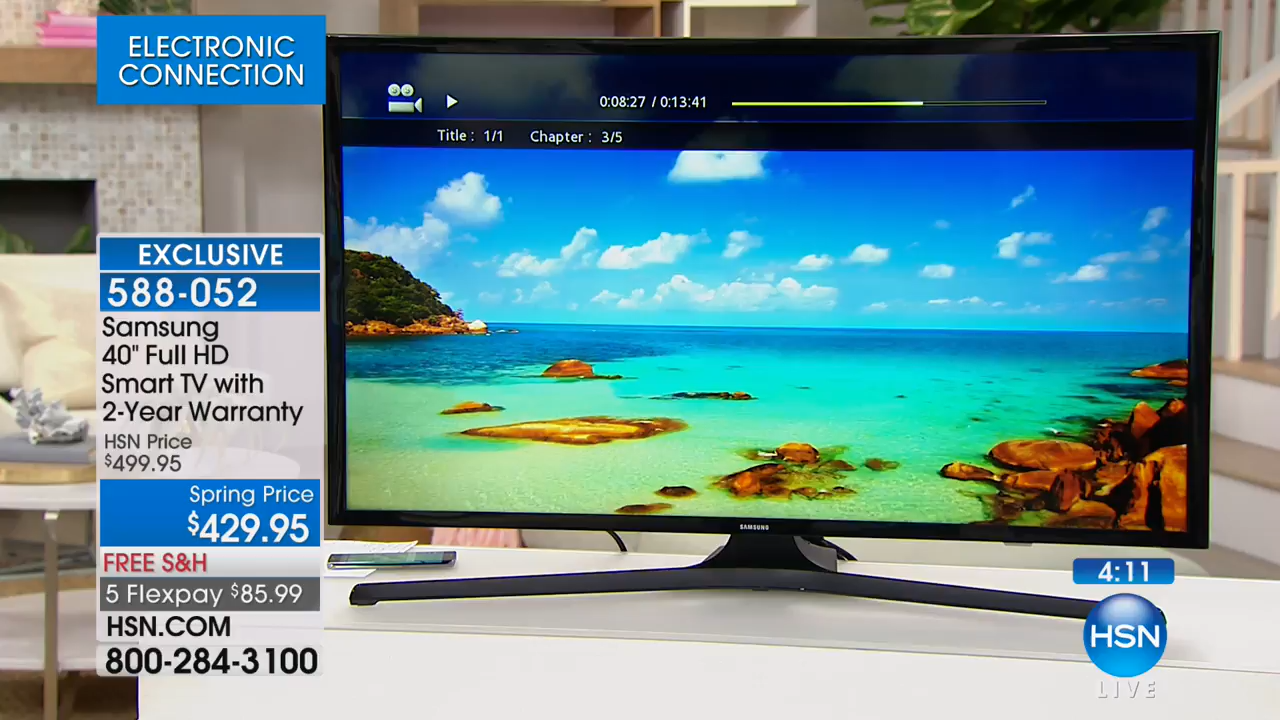 ELECTRONIC
CONNECTION
0:08:27 / 0:13:41
Title : 1/1 Chapter : 3/5
EXCLUSIVE
588-052
Samsung
40" Full HD
Smart TV with
2-Year Warranty
HSN Price
$499.95
Spring Price
$429.95
FREE S&H
5 Flexpay $85.99
HSN.COM
800-284-3100
SAMSUNG
4:11
HSN
LIVE